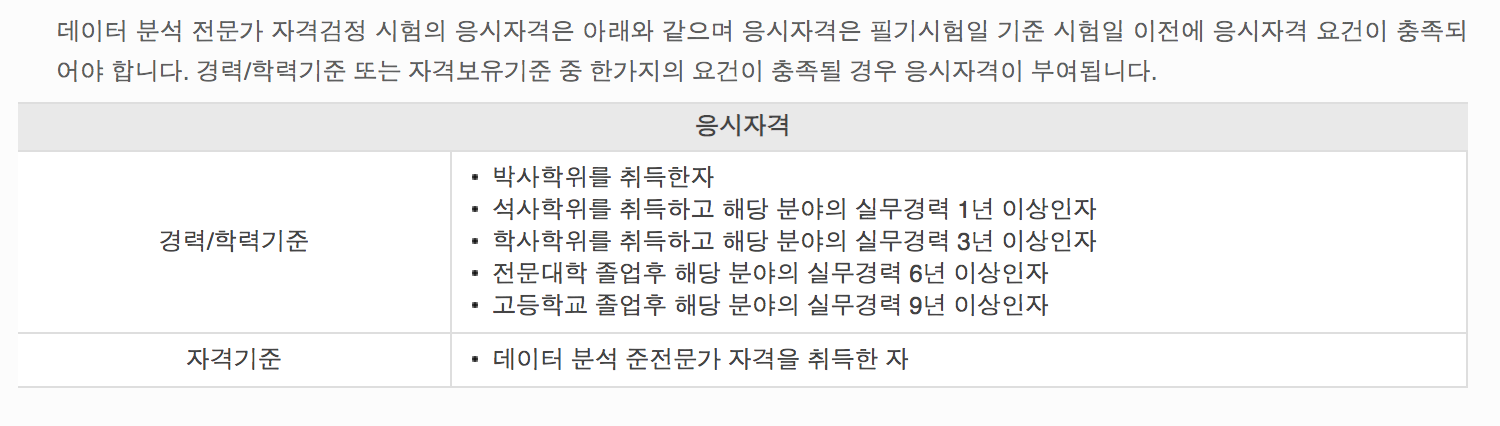 데이터 분석 전문가 자격검정 시험의 응시자격은 아래와 같으며 응시자격은 필기시험일 기준 시험일 이전에 응시자격 요건이 충족되
어야 합니다. 경력/학력기준 또는 자격보유기준 중 한가지의 요건이 충족될 경우 응시자격이 부여됩니다.
응시자격
경력/학력기준
• 박사학위를 취득한자
• 석사학위를 취득하고 해당 분야의 실무경력 1년 이상인자
• 학사학위를 취득하고 해당 분야의 실무경력 3년 이상인자
• 전문대학 졸업후 해당 분야의 실무경력 6년 이상인자
• 고등학교 졸업후 해당 분야의 실무경력 9년 이상인자
자격기준
• 데이터 분석 준전문가 자격을 취득한 자